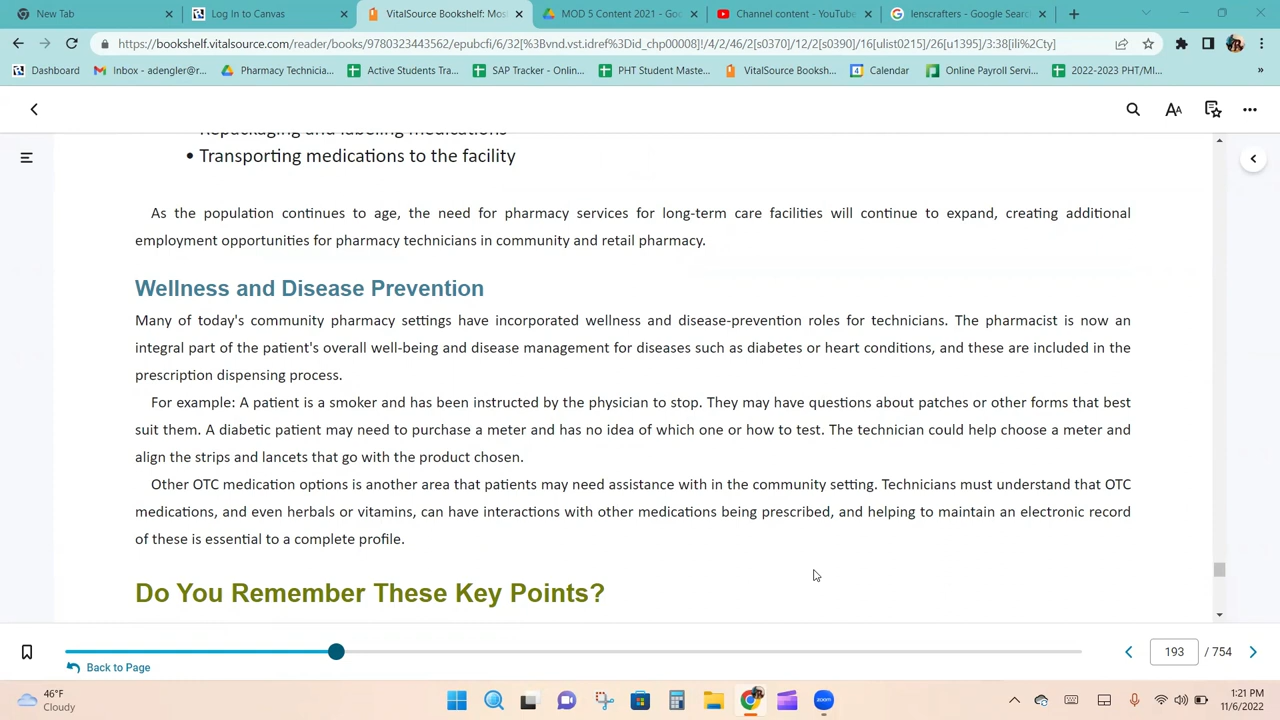 New Tab
Log In to Canvas
VitalSource Bookshelf: Mos
MOD 5 Content 2021 - Goo
Channel content - YouTube
lenscrafters - Google Searc
https://bookshelf.vitalsource.com/reader/books/9780323443562/epubcfi/6/32[%3Bvnd.vst.idref%3Did_chp00008]!/4/2/46/2[s0370]/12/2[s0390]/16[ulist0215]/26[u1395]/3:38[ili%2Cty]
Dashboard
Inbox - adengler@r...
Pharmacy Technicia...
Active Students Tra...
SAP Tracker - Onlin...
PHT Student Maste...
VitalSource Booksh...
Calendar
Online Payroll Servi...
2022-2023 PHT/MI...
• Repackaging and labeling medications
• Transporting medications to the facility
As the population continues to age, the need for pharmacy services for long-term care facilities will continue to expand, creating additional
employment opportunities for pharmacy technicians in community and retail pharmacy.
Wellness and Disease Prevention
Many of today's community pharmacy settings have incorporated wellness and disease-prevention roles for technicians. The pharmacist is now an
integral part of the patient's overall well-being and disease management for diseases such as diabetes or heart conditions, and these are included in the
prescription dispensing process.
For example: A patient is a smoker and has been instructed by the physician to stop. They may have questions about patches or other forms that best
suit them. A diabetic patient may need to purchase a meter and has no idea of which one or how to test. The technician could help choose a meter and
align the strips and lancets that go with the product chosen.
Other OTC medication options is another area that patients may need assistance with in the community setting. Technicians must understand that OTC
medications, and even herbals or vitamins, can have interactions with other medications being prescribed, and helping to maintain an electronic record
of these is essential to a complete profile.
Do You Remember These Key Points?
193 / 754
Back to Page
46°F
Cloudy
zoom
1:21 PM
11/6/2022